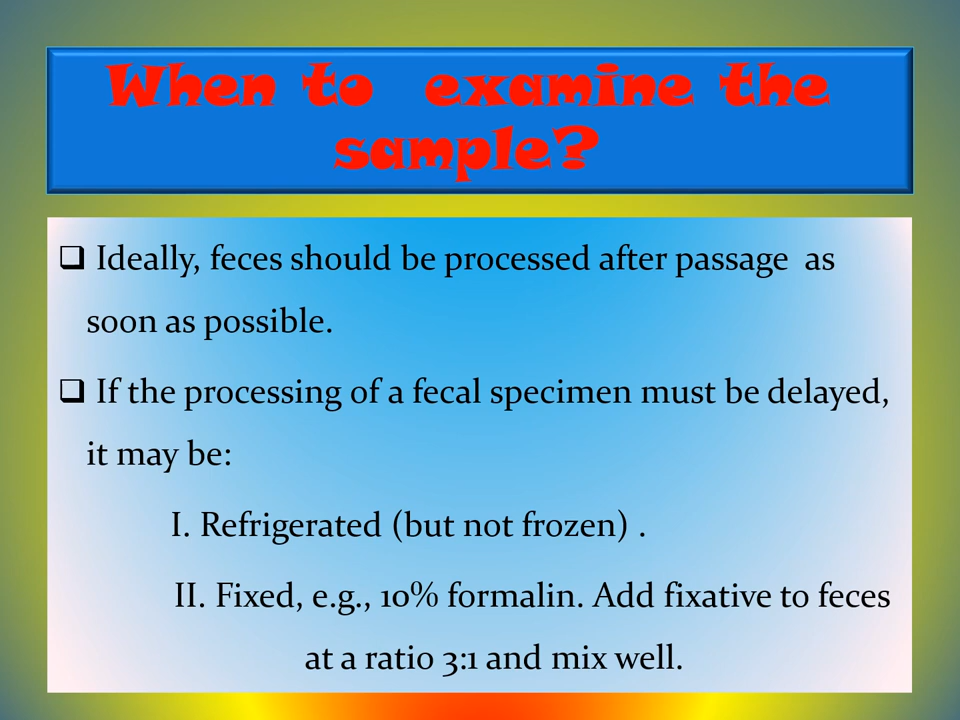 When to examine the
sample?
❑ Ideally, feces should be processed after passage as
soon as possible.
❑ If the processing of a fecal specimen must be delayed,
it may be:
I. Refrigerated (but not frozen) .
II. Fixed, e.g., 10% formalin. Add fixative to feces
at a ratio 3:1 and mix well.